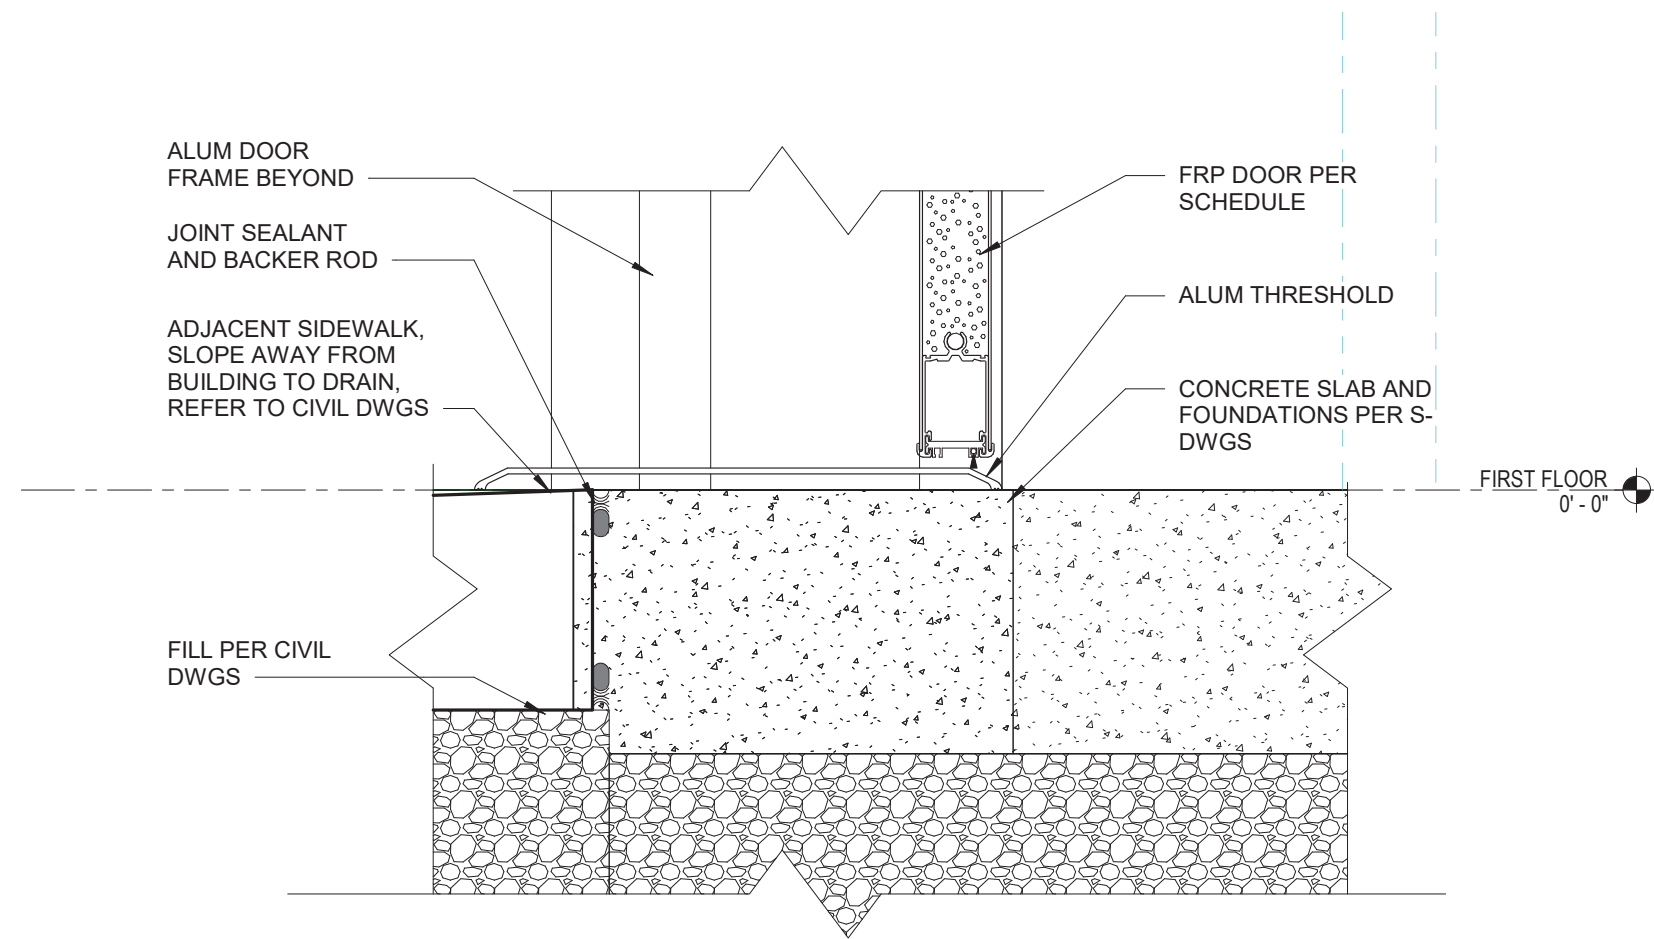 ALUM DOOR
FRAME BEYOND
JOINT SEALANT
AND BACKER ROD
ADJACENT SIDEWALK,
SLOPE AWAY FROM
BUILDING TO DRAIN,
REFER TO CIVIL DWGS
FILL PER CIVIL
DWGS
FRP DOOR PER
SCHEDULE
ALUM THRESHOLD
CONCRETE SLAB AND
FOUNDATIONS PER S-
DWGS
FIRST FLOOR
0' - 0"